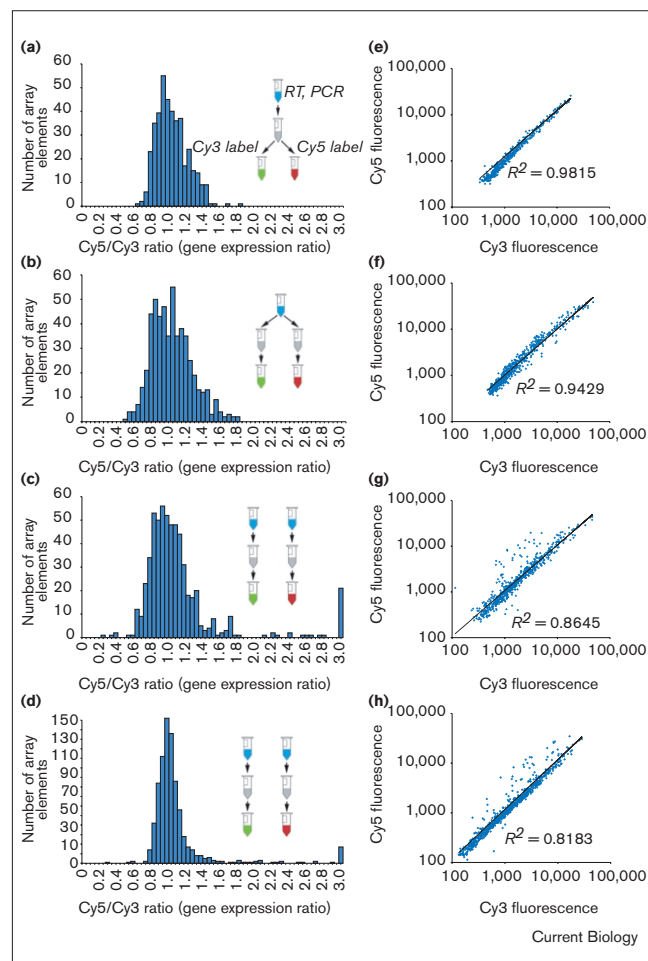 (a)
Number of array
elements
60
50
40
30
20
10
0
RT, PCR
Cy3 label
Cy5 label
0 0.2 0.4 0.6 0.8 1.0 1.2 1.4 1.6 1.8 2.0 2.2 2.4 2.6 2.8 3.0
Cy5/Cy3 ratio (gene expression ratio)
(e)
Cy5 fluorescence
100,000
10,000
1,000
100
R² = 0.9815
100 1,000 10,000 100,000
Cy3 fluorescence
(b)
Number of array
elements
60
50
40
30
20
10
0
0 0.2 0.4 0.6 0.8 1.0 1.2 1.4 1.6 1.8 2.0 2.2 2.4 2.6 2.8 3.0
Cy5/Cy3 ratio (gene expression ratio)
(f)
Cy5 fluorescence
100,000
10,000
1,000
100
R² = 0.9429
100 1,000 10,000 100,000
Cy3 fluorescence
(c)
Number of array
elements
60
50
40
30
20
10
0
0 0.2 0.4 0.6 0.8 1.0 1.2 1.4 1.6 1.8 2.0 2.2 2.4 2.6 2.8 3.0
Cy5/Cy3 ratio (gene expression ratio)
(g)
Cy5 fluorescence
100,000
10,000
1,000
100
R² = 0.8645
100 1,000 10,000 100,000
Cy3 fluorescence
(d)
Number of array
elements
150
130
110
90
70
50
30
10
0
0 0.2 0.4 0.6 0.8 1.0 1.2 1.4 1.6 1.8 2.0 2.2 2.4 2.6 2.8 3.0
Cy5/Cy3 ratio (gene expression ratio)
(h)
Cy5 fluorescence
100,000
10,000
1,000
100
R² = 0.8183
100 1,000 10,000 100,000
Cy3 fluorescence
Current Biology